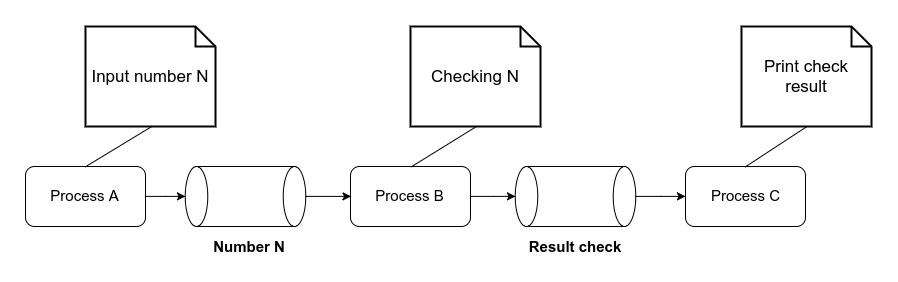 Input number N
Checking N
Print check
result
Process A
Process B
Process C
Number N
Result check